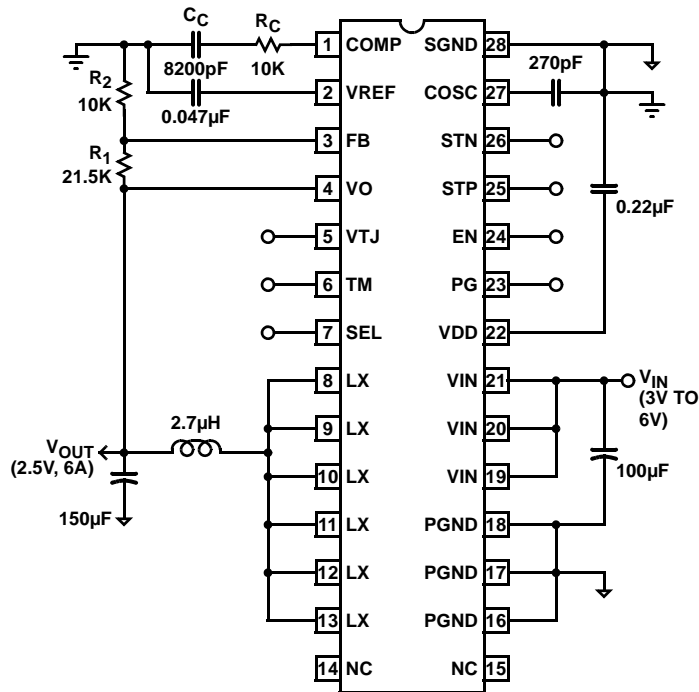 CC
8200pF
RC
10K
R2
10K
0.047µF
R1
21.5K
1 COMP
2 VREF
3 FB
4 VO
5 VTJ
6 TM
7 SEL
8 LX
9 LX
10 LX
11 LX
12 LX
13 LX
14 NC
SGND 28
COSC 27
STN 26
STP 25
EN 24
PG 23
VDD 22
VIN 21
VIN 20
VIN 19
PGND 18
PGND 17
PGND 16
NC 15
270pF
0.22µF
VIN
(3V TO
6V)
100µF
2.7µH
VOUT
(2.5V, 6A)
150µF